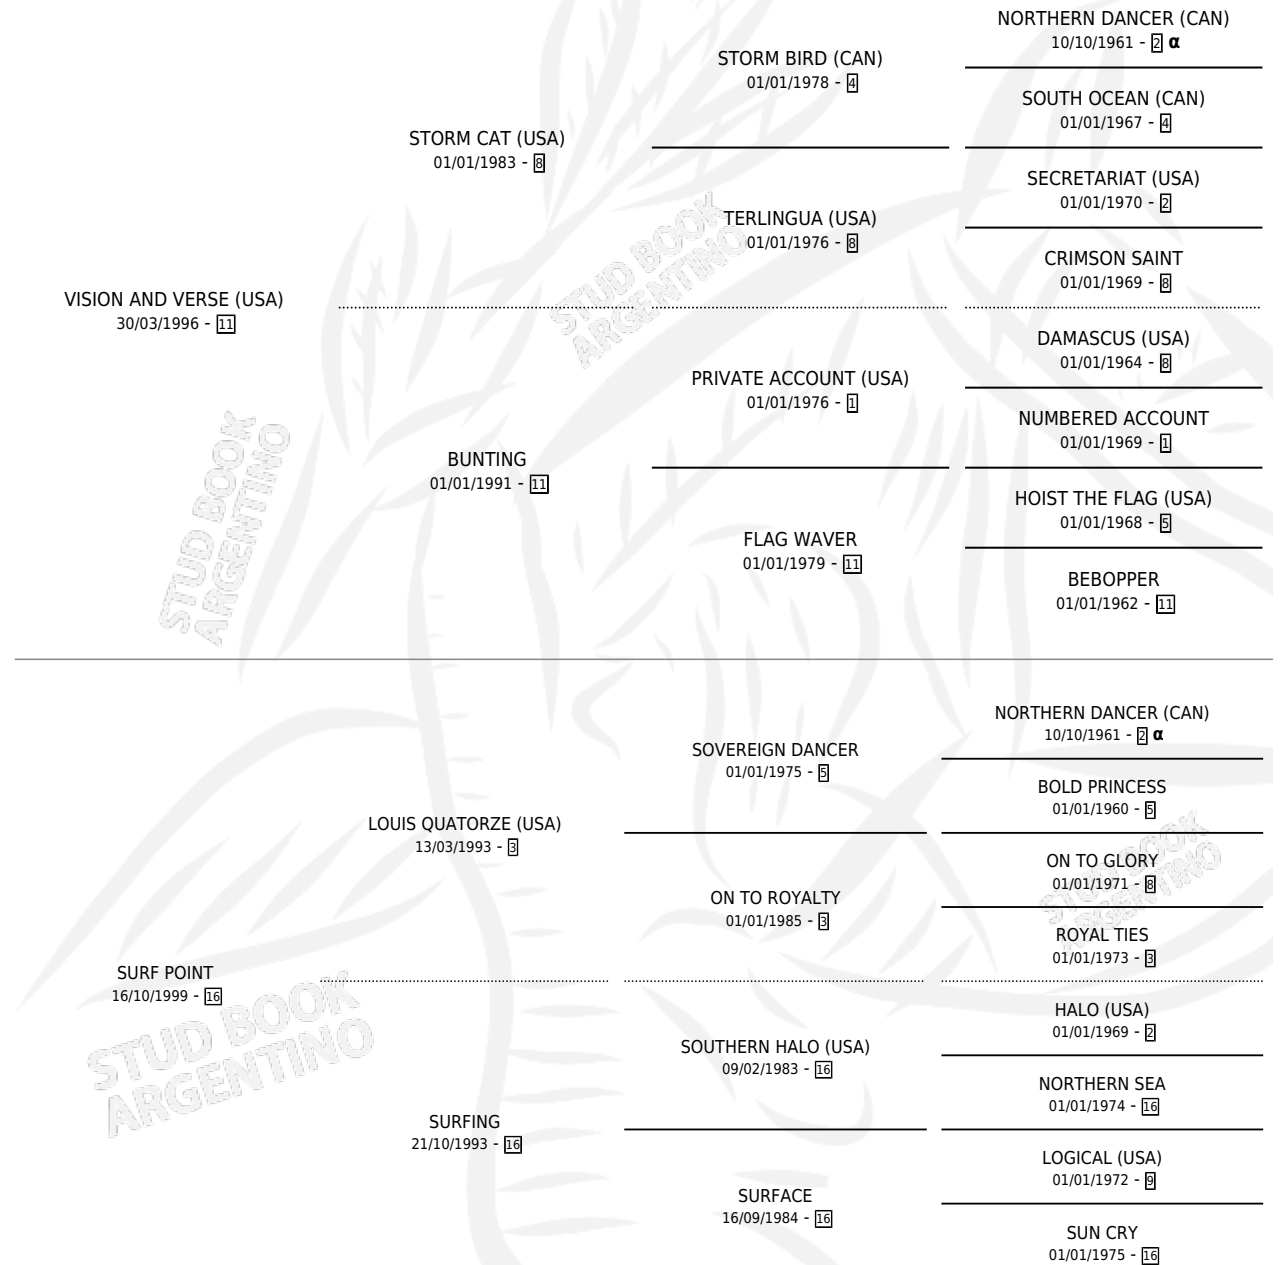 NORTHERN DANCER (CAN)
10/10/1961 - 2 α
STORM BIRD (CAN)
01/01/1978 - 4
SOUTH OCEAN (CAN)
01/01/1967 - 4
STORM CAT (USA)
01/01/1983 - 8
SECRETARIAT (USA)
01/01/1970 - 2
TERLINGUA (USA)
01/01/1976 - 8
CRIMSON SAINT
01/01/1969 - 8
VISION AND VERSE (USA)
30/03/1996 - 11
DAMASCUS (USA)
01/01/1964 - 8
PRIVATE ACCOUNT (USA)
01/01/1976 - 1
NUMBERED ACCOUNT
01/01/1969 - 1
BUNTING
01/01/1991 - 11
HOIST THE FLAG (USA)
01/01/1968 - 5
FLAG WAVER
01/01/1979 - 11
BEBOPPER
01/01/1962 - 11
NORTHERN DANCER (CAN)
10/10/1961 - 2 α
SOVEREIGN DANCER
01/01/1975 - 5
BOLD PRINCESS
01/01/1960 - 5
LOUIS QUATORZE (USA)
13/03/1993 - 3
ON TO GLORY
01/01/1971 - 8
ON TO ROYALTY
01/01/1985 - 3
ROYAL TIES
01/01/1973 - 3
SURF POINT
16/10/1999 - 16
HALO (USA)
01/01/1969 - 2
SOUTHERN HALO (USA)
09/02/1983 - 16
NORTHERN SEA
01/01/1974 - 16
SURFING
21/10/1993 - 16
LOGICAL (USA)
01/01/1972 - 9
SURFACE
16/09/1984 - 16
SUN CRY
01/01/1975 - 16
STUD BOOK
ARGENTINO
STUD BOOK
ARGENTINO
STUD BOOK
ARGENTINO
STUD BOOK
ARGENTINO